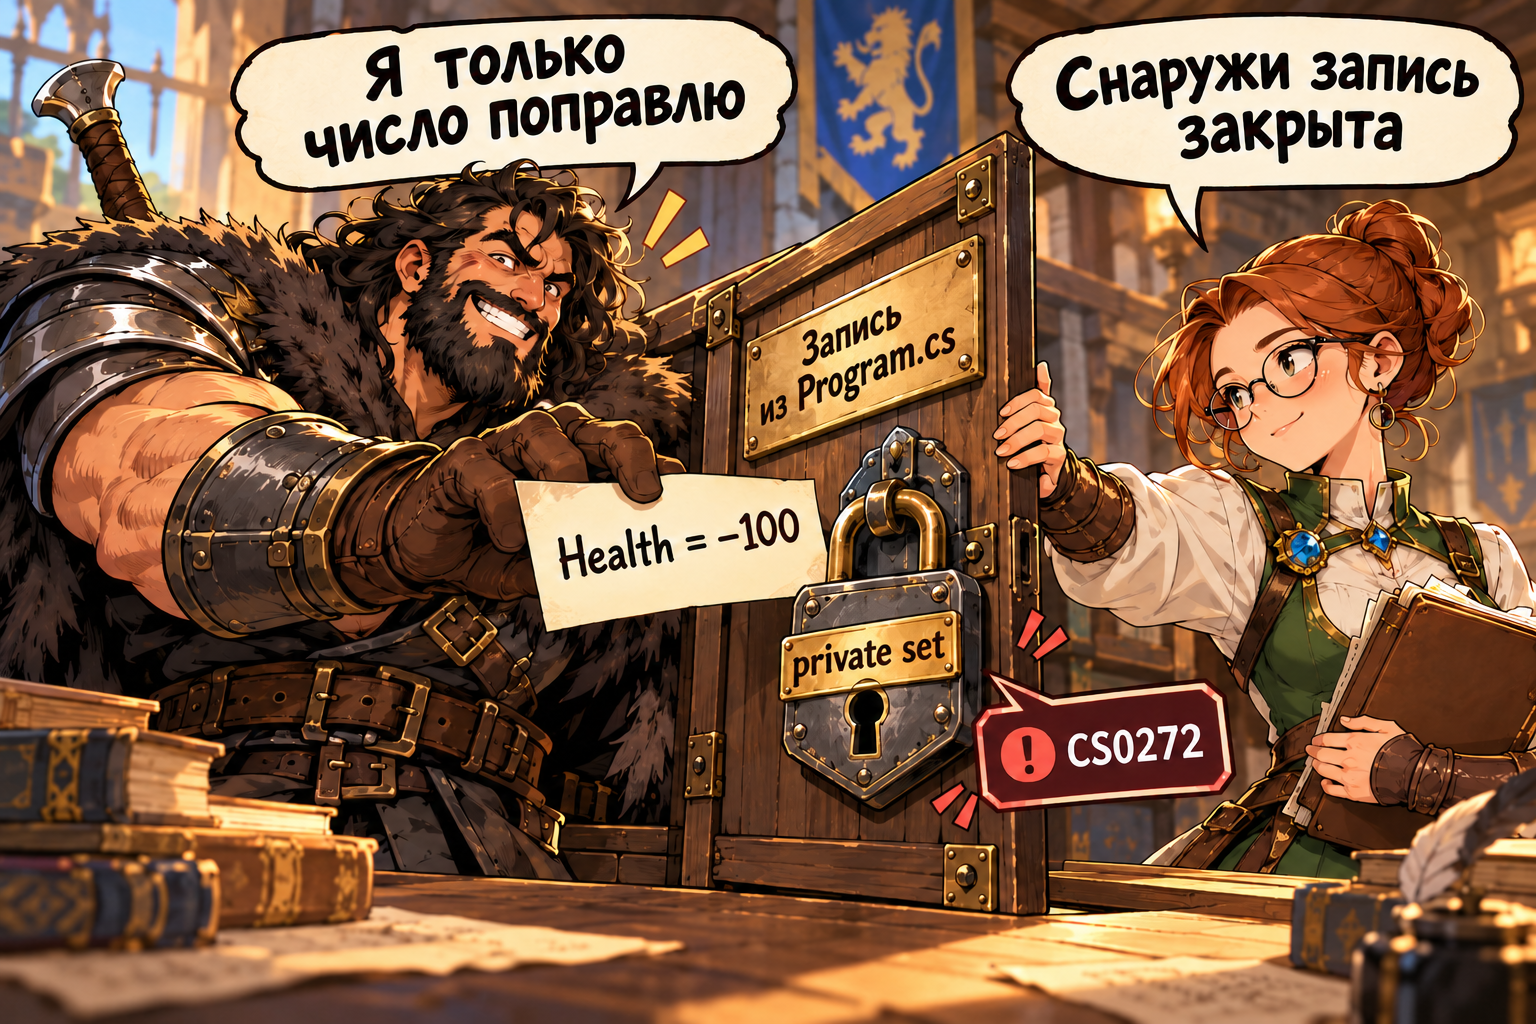 Я только
число поправлю
Снаружи запись
закрыта
Запись
из Program.cs
Health = -100
private set
! CS0272